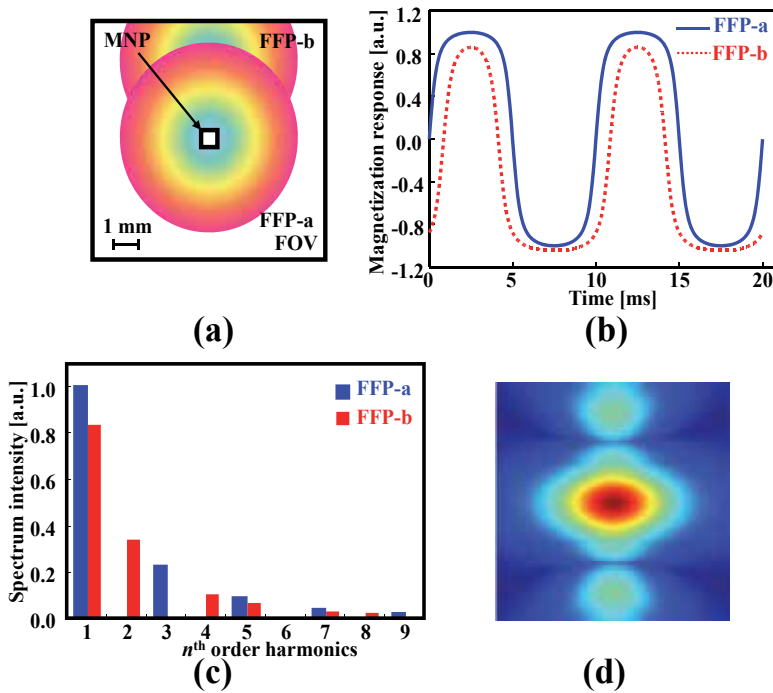 MNP
FFP-b
FFP-a
FOV
1 mm
(a)
Magnetization response [a.u.]
1.2
0.8
0.4
0.0
-0.4
-0.8
-1.2
FFP-a
FFP-b
0 5 10 15 20
Time [ms]
(b)
Spectrum intensity [a.u.]
1.0
0.8
0.6
0.4
0.2
0.0
FFP-a
FFP-b
1 2 3 4 5 6 7 8 9
nth order harmonics
(c)
(d)